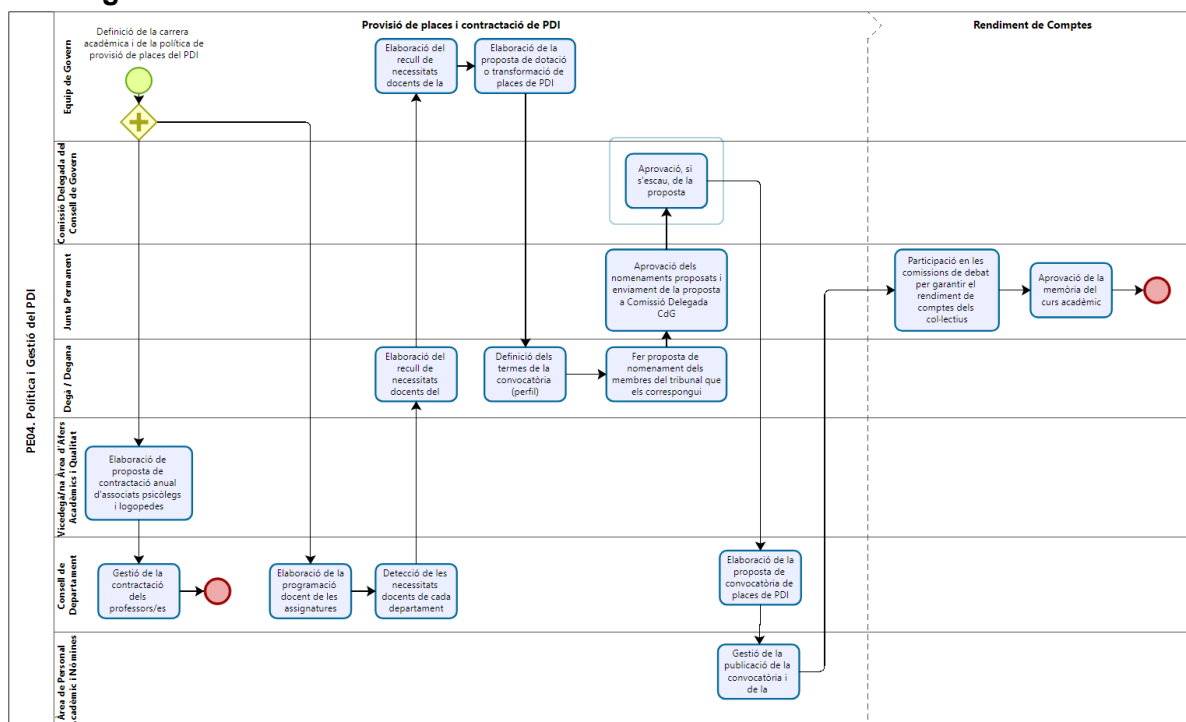 Provisió de places i contractació de PDI
Rendiment de Comptes
PE04. Política i Gestió del PDI
Equip de Govern
Definició de la carrera
acadèmica i de la política de
provisió de places del PDI
Elaboració del
recull de
necessitats
docents de la
Elaboració de la
proposta de dotació
o transformació de
places de PDI
Comissió Delegada del
Consell de Govern
Aprovació, si
s'escau, de la
proposta
Junta Permanent
Aprovació dels
nomenaments proposats i
enviament de la proposta
a Comissió Delegada
CdG
Participació en les
comissions de debat
per garantir el
rendiment de
comptes dels
col·lectius
Aprovació de la
memòria del
curs acadèmic
Degà / Degana
Elaboració del
recull de
necessitats
docents del
Definició dels
termes de la
convocatòria
(perfil)
Fer proposta de
nomenament dels
membres del tribunal que
els correspongui
Vicedegà/na Àrea d'Afers
Acadèmics i Qualitat
Elaboració de
proposta de
contractació anual
d'associats psicòlegs
i logopedes
Consell de
Departament
Gestió de la
contractació
dels
professors/es
Elaboració de la
programació
docent de les
assignatures
Detecció de les
necessitats
docents de cada
departament
Elaboració de la
proposta de
convocatòria de
places de PDI
Àrea de Personal
Acadèmic i Nòmines
Gestió de la
publicació de la
convocatòria i
de la